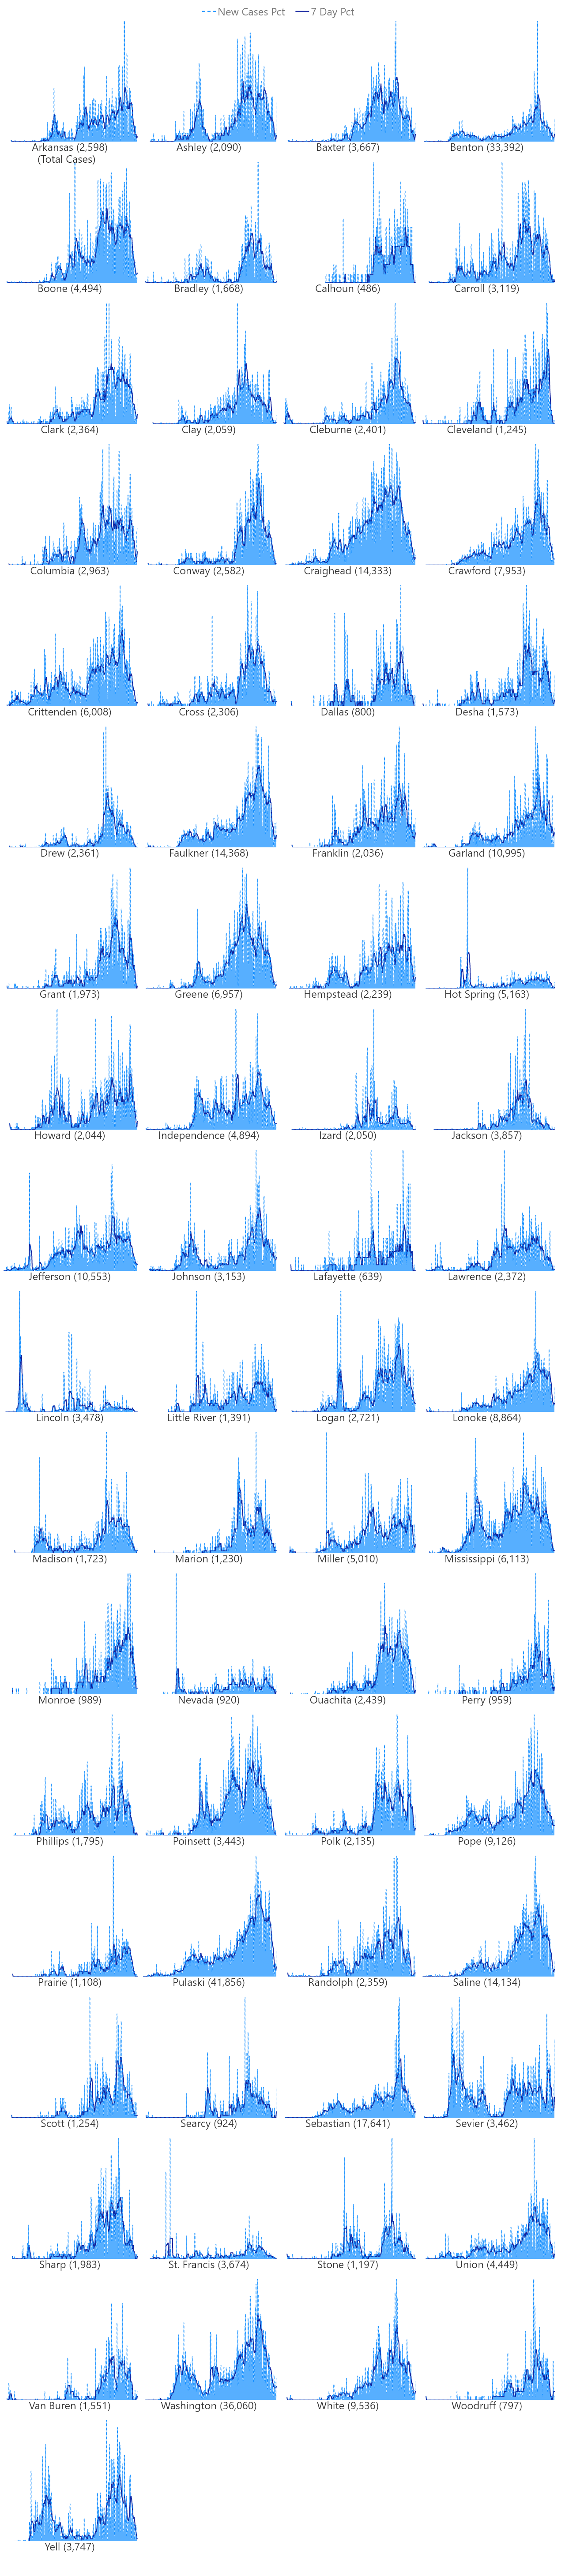 New Cases Pct 7 Day Pct
Arkansas (2,598) Ashley (2,090) Baxter (3,667) Benton (33,392)
(Total Cases)
Boone (4,494) Bradley (1,668) Calhoun (486) Carroll (3,119)
Clark (2,364) Clay (2,059) Cleburne (2,401) Cleveland (1,245)
Columbia (2,963) Conway (2,582) Craighead (14,333) Crawford (7,953)
Crittenden (6,008) Cross (2,306) Dallas (800) Desha (1,573)
Drew (2,361) Faulkner (14,368) Franklin (2,036) Garland (10,995)
Grant (1,973) Greene (6,957) Hempstead (2,239) Hot Spring (5,163)
Howard (2,044) Independence (4,894) Izard (2,050) Jackson (3,857)
Jefferson (10,553) Johnson (3,153) Lafayette (639) Lawrence (2,372)
Lincoln (3,478) Little River (1,391) Logan (2,721) Lonoke (8,864)
Madison (1,723) Marion (1,230) Miller (5,010) Mississippi (6,113)
Monroe (989) Nevada (920) Ouachita (2,439) Perry (959)
Phillips (1,795) Poinsett (3,443) Polk (2,135) Pope (9,126)
Prairie (1,108) Pulaski (41,856) Randolph (2,359) Saline (14,134)
Scott (1,254) Searcy (924) Sebastian (17,641) Sevier (3,462)
Sharp (1,983) St. Francis (3,674) Stone (1,197) Union (4,449)
Van Buren (1,551) Washington (36,060) White (9,536) Woodruff (797)
Yell (3,747)